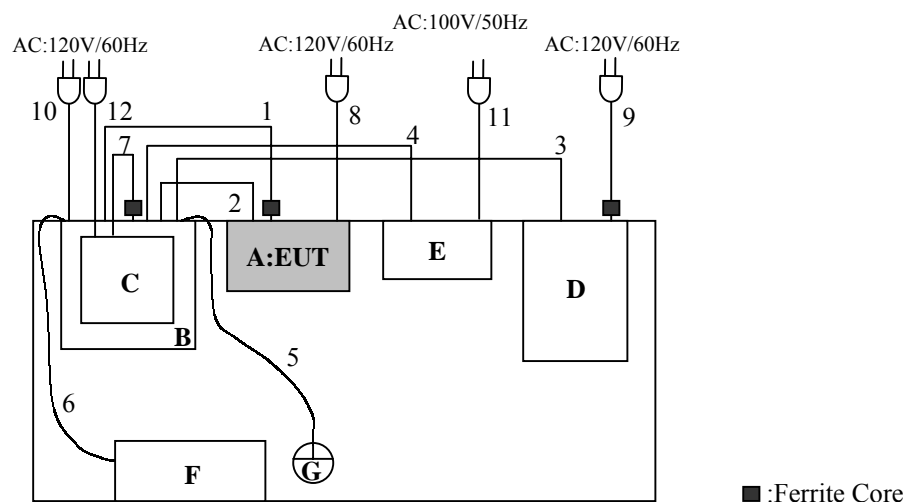 AC:100V/50Hz
AC:120V/60Hz AC:120V/60Hz AC:120V/60Hz
10 12 1 8 11 9
7 4 3
2
A:EUT E
C D
B
5
6
F G
:Ferrite Core